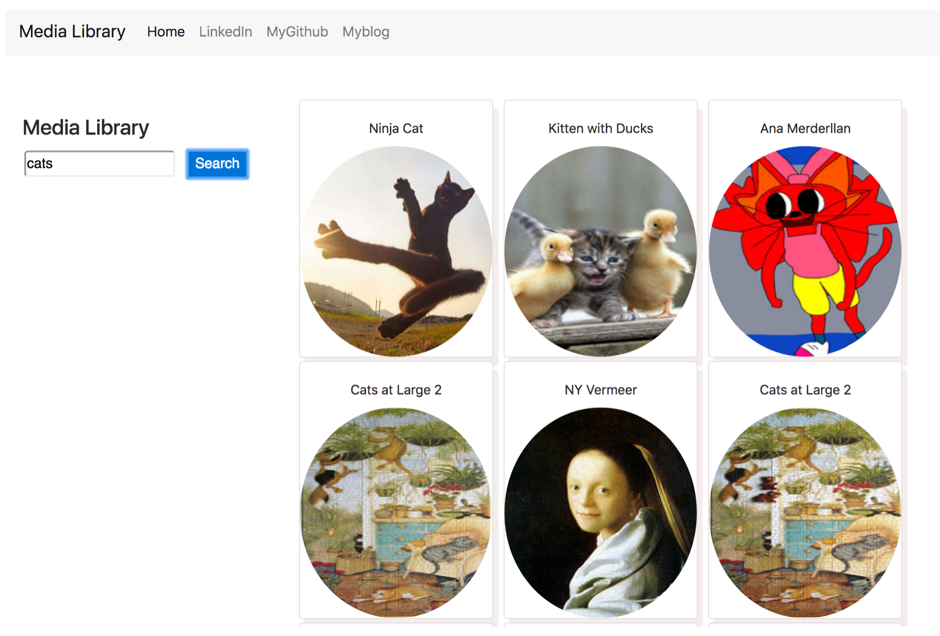 Media Library Home LinkedIn MyGithub Myblog
Media Library
cats Search
Ninja Cat
Kitten with Ducks
Ana Merderllan
Cats at Large 2
NY Vermeer
Cats at Large 2